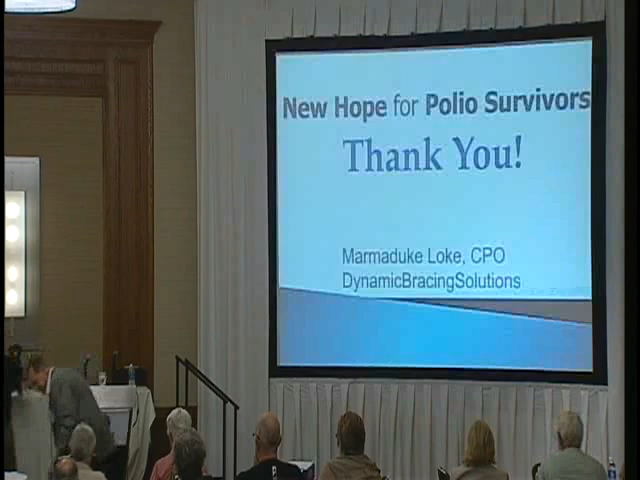 New Hope for Polio Survivors
Thank You!
Marmaduke Loke, CPO
DynamicBracingSolutions